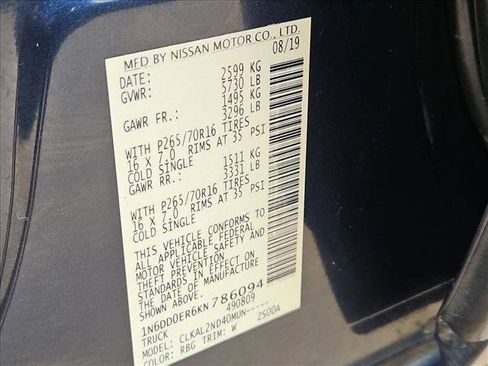 MFD BY NISSAN MOTOR CO., LTD.
DATE: 08/19
GVWR: 2599 KG
5730 LB
GAWR FR.: 1495 KG
3296 LB
WITH P265/70R16 TIRES
16 X 7.0 RIMS AT 35 PSI
COLD SINGLE
GAWR RR.: 1511 KG
3331 LB
WITH P265/70R16 TIRES
16 X 7.0 RIMS AT 35 PSI
COLD SINGLE
THIS VEHICLE CONFORMS TO
ALL APPLICABLE FEDERAL
MOTOR VEHICLE SAFETY AND
THEFT PREVENTION
STANDARDS IN EFFECT ON
THE DATE OF MANUFACTURE
SHOWN ABOVE.
1N6DD0ER6KN786094
TRUCK 490809
MODEL: CLKAL2ND40MUN-----
COLOR: RBG TRIM: W 2500A